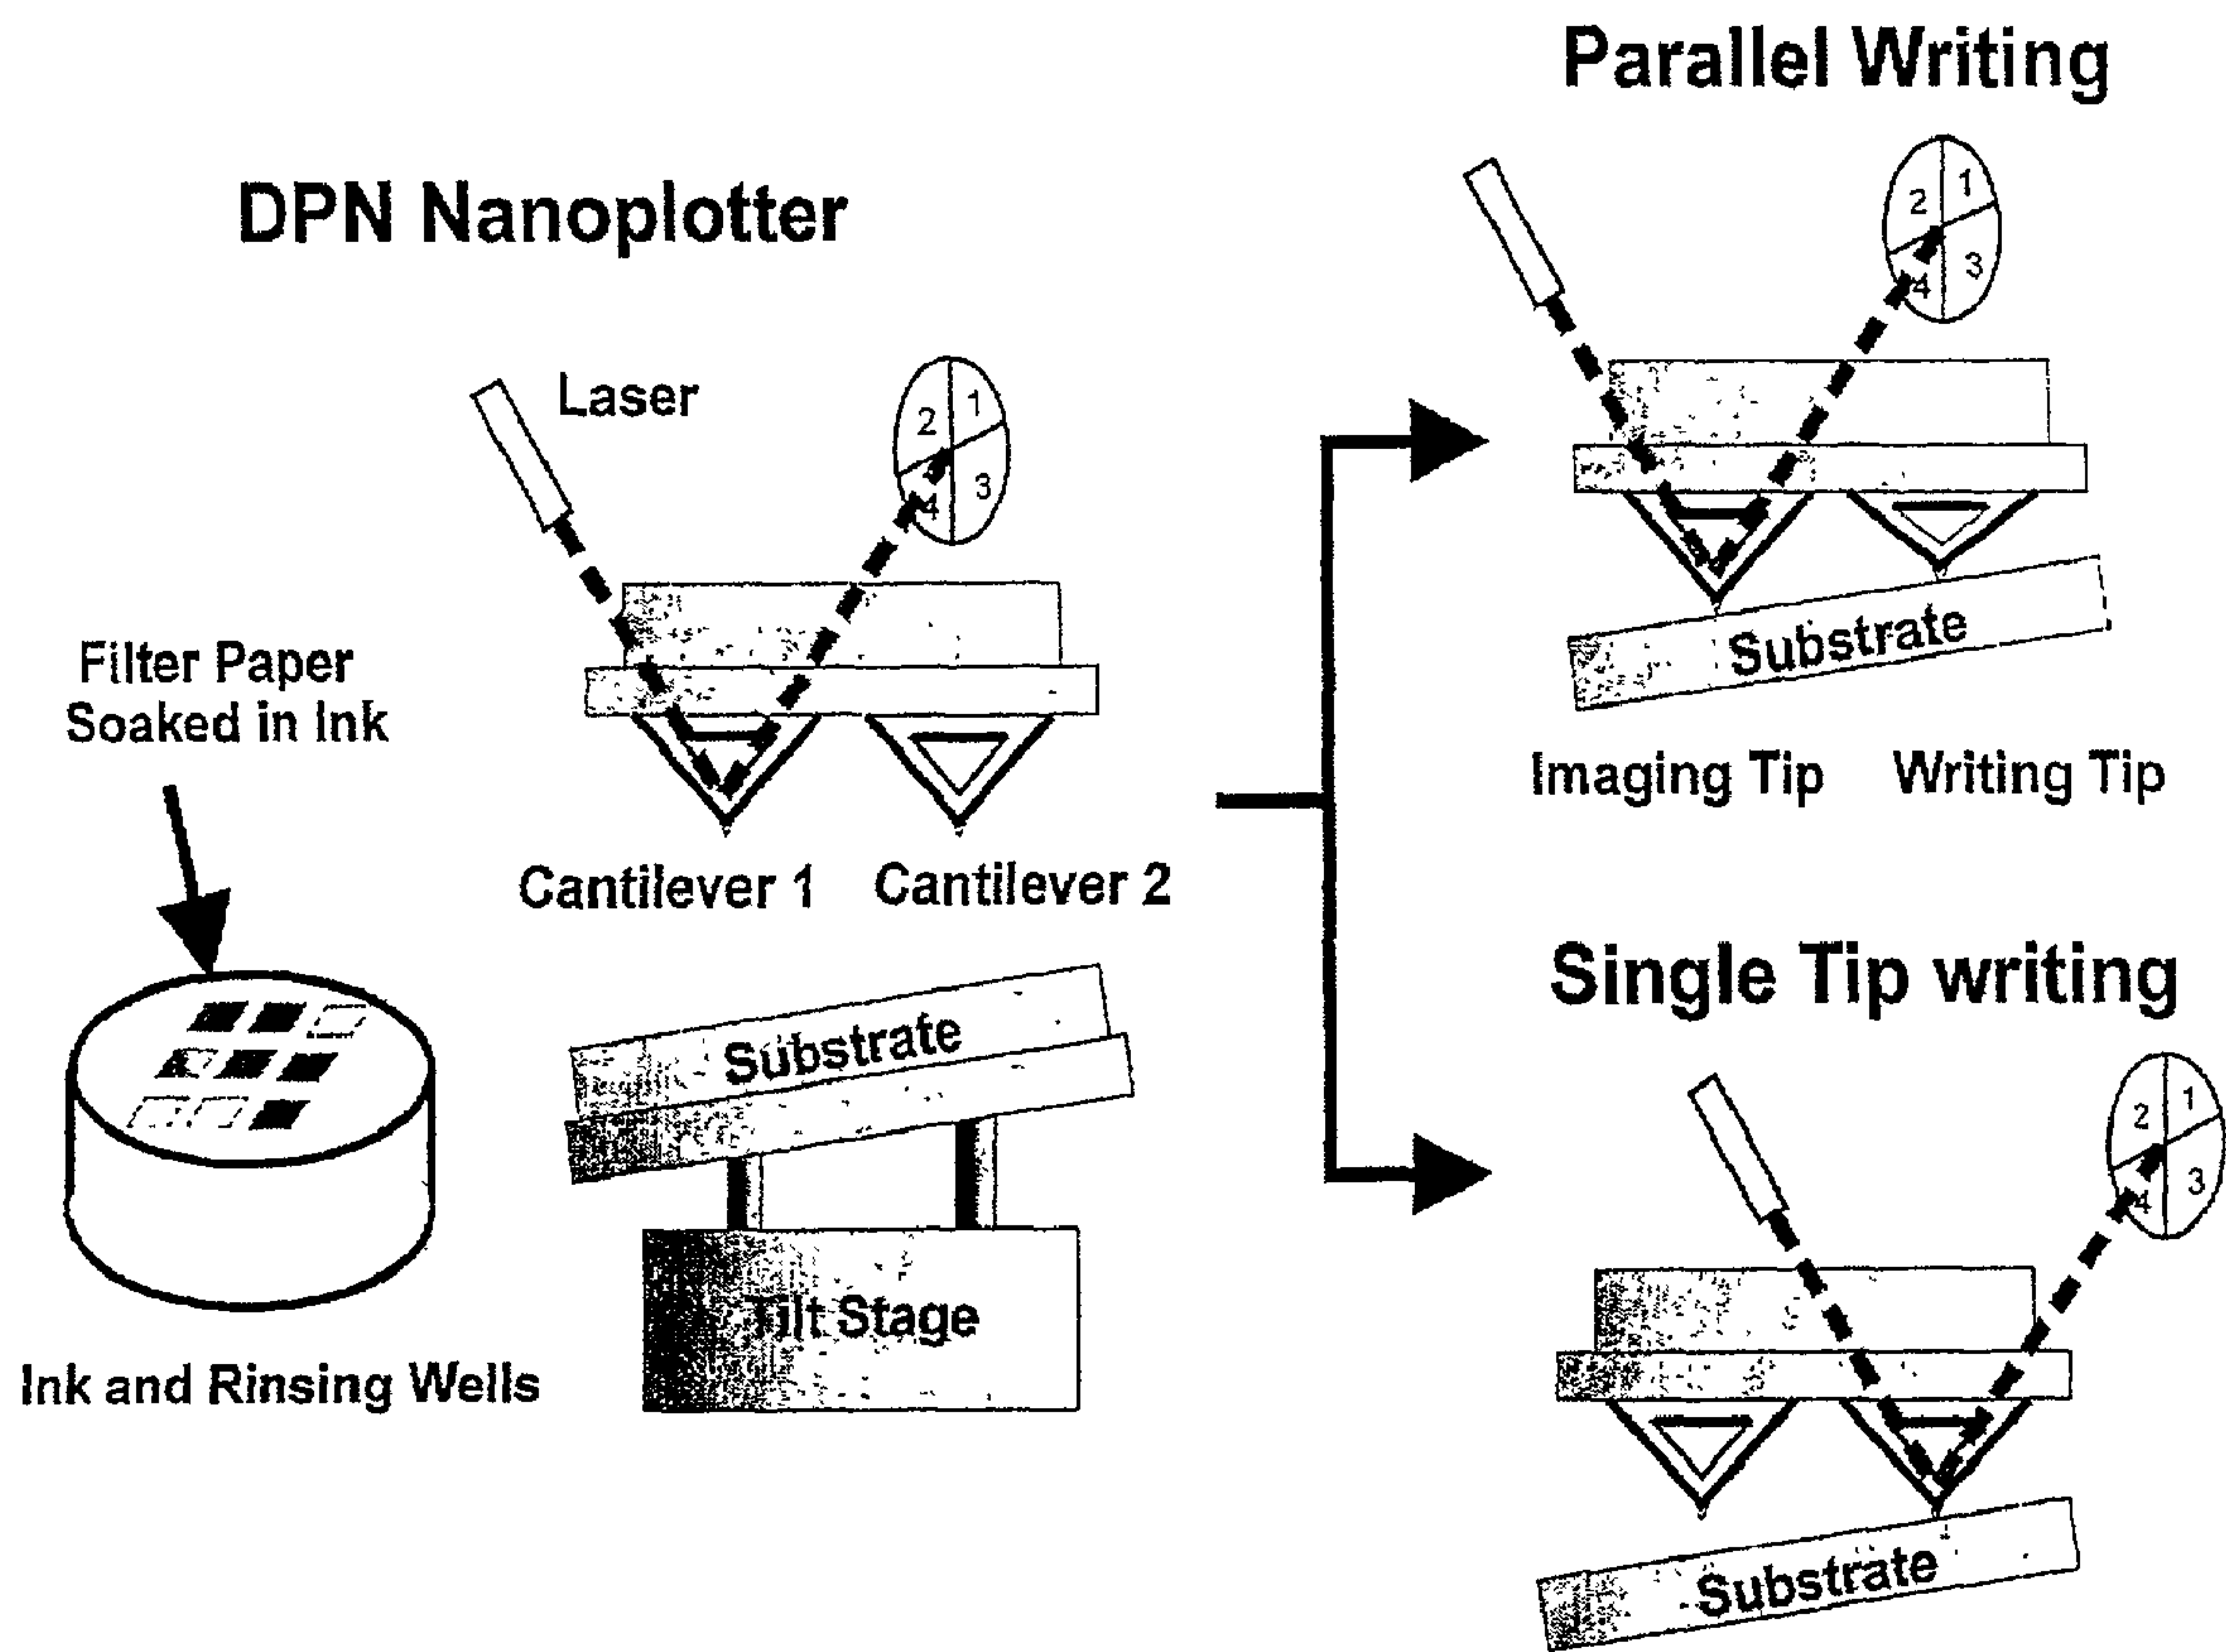 Parallel Writing
DPN Nanoplotter
Laser
2
1
4
3
2
1
4
3
Filter Paper
Soaked in Ink
Substrate
Imaging Tip
Writing Tip
Cantilever 1
Cantilever 2
Single Tip writing
Substrate
2
1
4
3
Tilt Stage
Ink and Rinsing Wells
Substrate